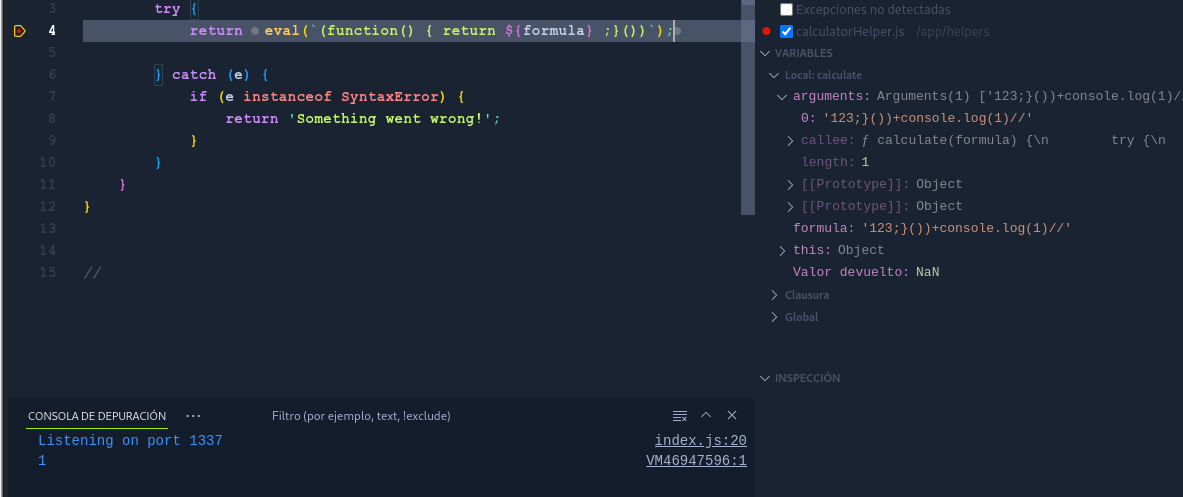 3 try {
4 return eval(`(function() { return ${formula} ;}())`);
5
6 } catch (e) {
7 if (e instanceof SyntaxError) {
8 return 'Something went wrong!';
9 }
10 }
11 }
12 }
13
14
15 //
Excepciones no detectadas
calculatorHelper.js /app/helpers
VARIABLES
Local: calculate
arguments: Arguments(1) ['123;}())+console.log(1)/
0: '123;}())+console.log(1)//'
callee: ƒ calculate(formula) {\n        try {\n
length: 1
[[Prototype]]: Object
[[Prototype]]: Object
formula: '123;}())+console.log(1)//'
this: Object
Valor devuelto: NaN
Clausura
Global
INSPECCIÓN
CONSOLA DE DEPURACIÓN ··· Filtro (por ejemplo, text, !exclude)
Listening on port 1337 index.js:20
1 VM46947596:1